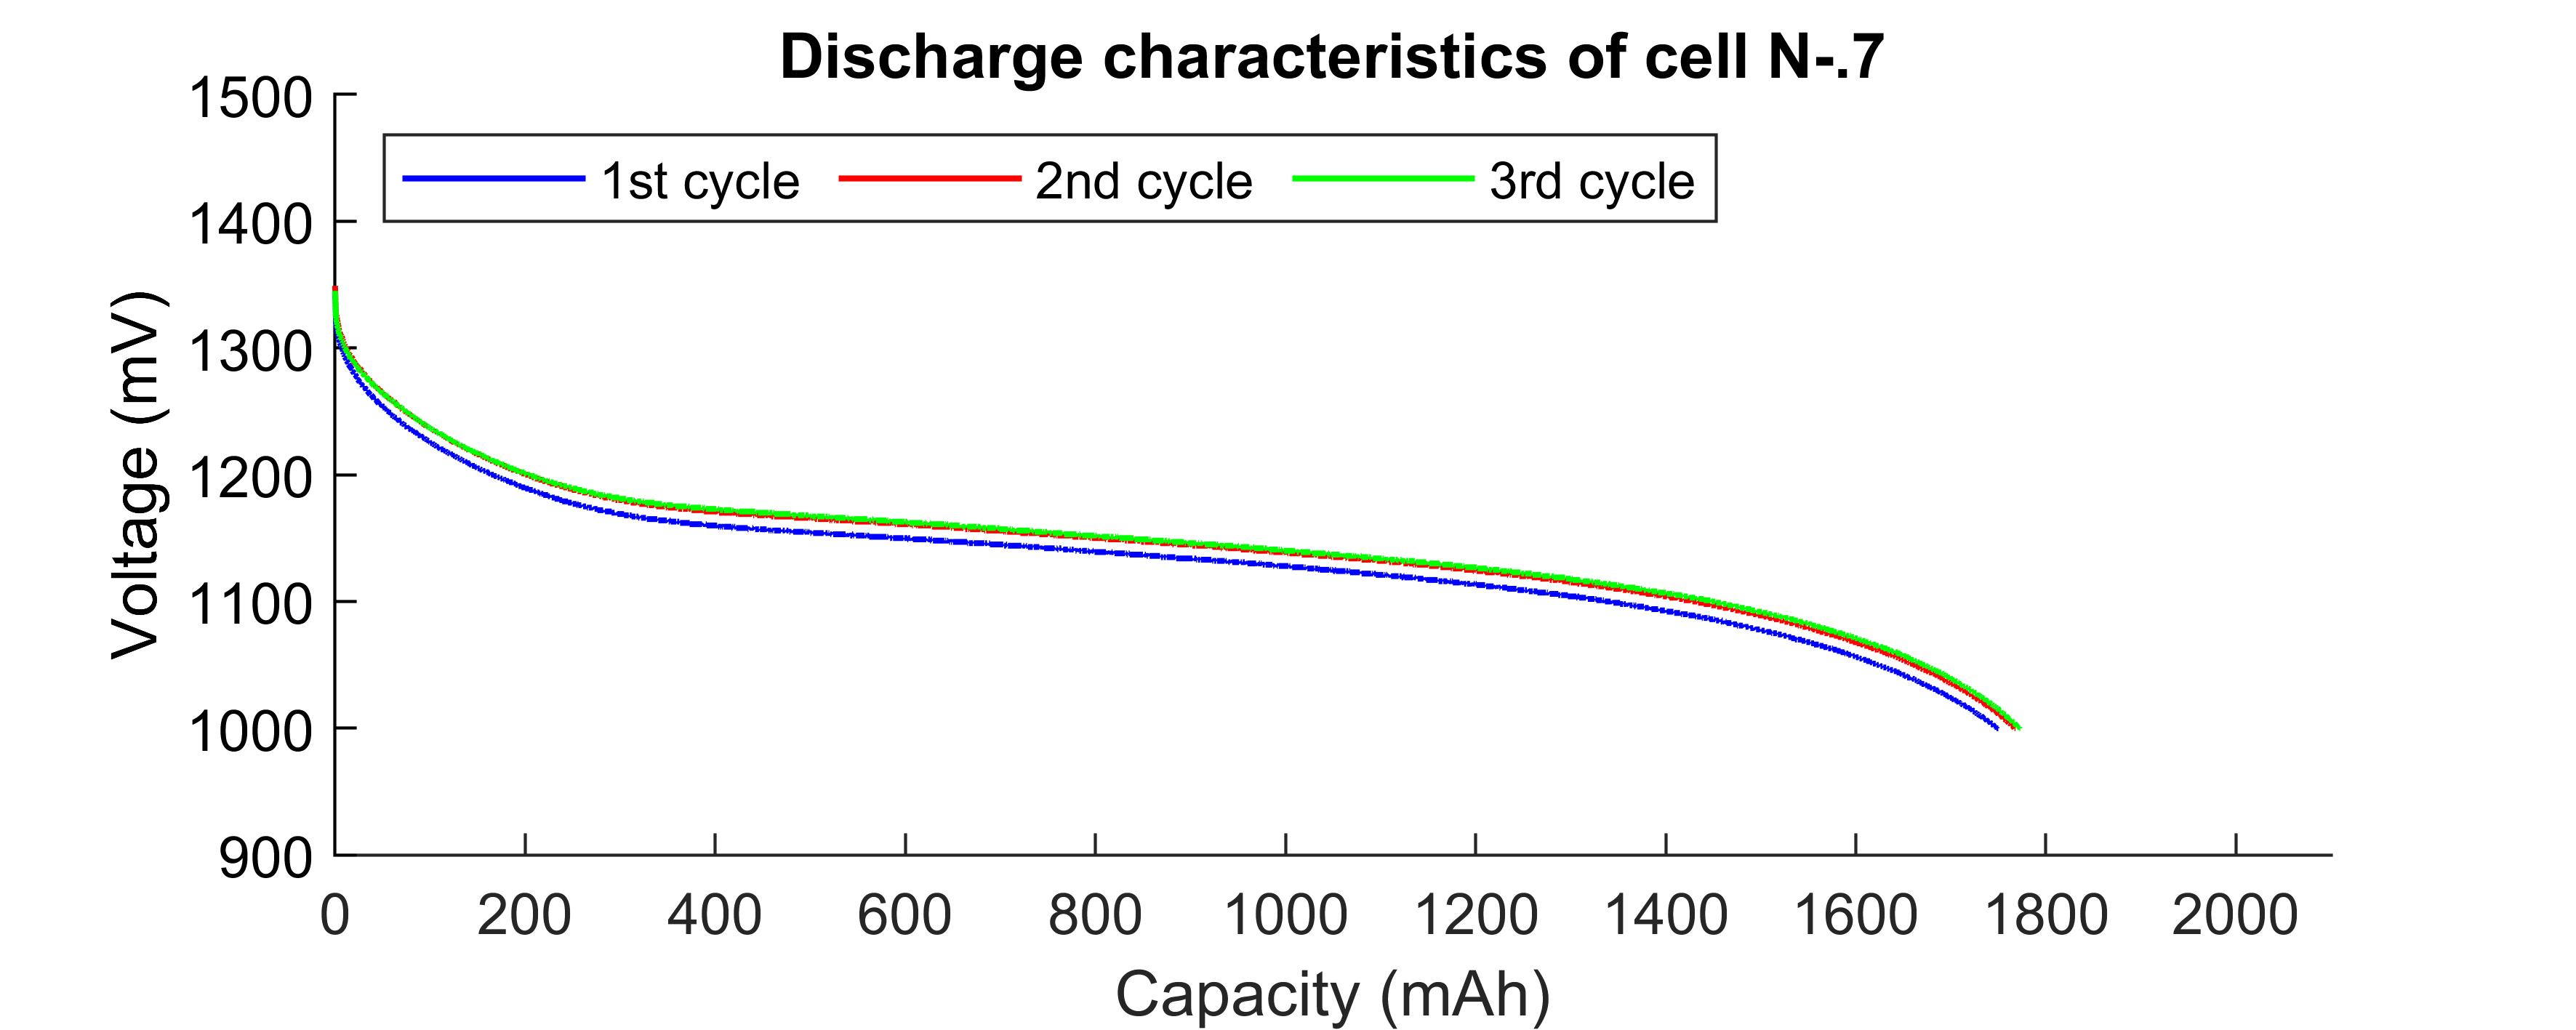 Discharge characteristics of cell N-.7
1500
1st cycle 2nd cycle 3rd cycle
1400
1300
1200
1100
1000
900
Voltage (mV)
0 200 400 600 800 1000 1200 1400 1600 1800 2000
Capacity (mAh)